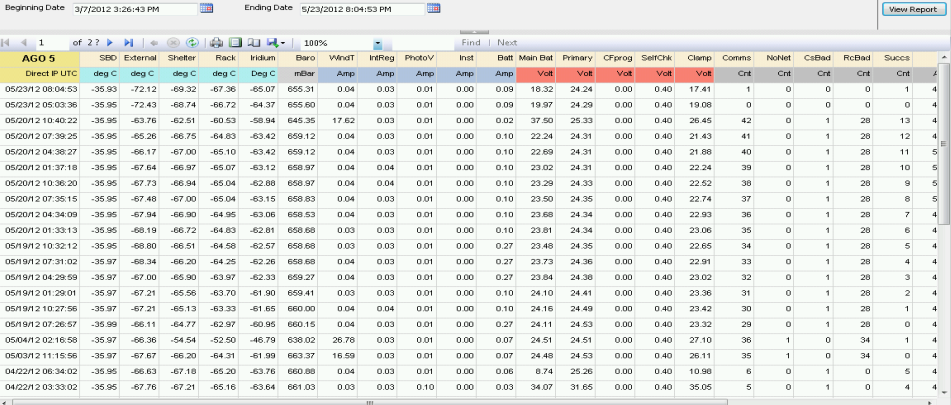 Beginning Date 3/7/2012 3:26:43 PM Ending Date 5/23/2012 8:04:53 PM View Report
1 of 2 ? 100% Find | Next
AGO 5 SBD External Shelter Rack Iridium Baro WndT IntReg PhotoV Inst Batt Main Bat Primary CFprog SelfChk Clamp Comms NoNet CsBad RcBad Succs
Direct IP UTC deg C deg C deg C deg C Deg C mBar Amp Amp Amp Amp Amp Volt Volt Volt Volt Volt Cnt Cnt Cnt Cnt Cnt
05/23/12 08:04:53 -35.93 -72.12 -69.32 -67.36 -65.07 655.31 0.04 0.03 0.01 0.00 0.09 18.32 24.24 0.00 0.40 17.41 1 0 0 0 1 4
05/23/12 05:03:36 -35.95 -72.43 -68.74 -66.72 -64.37 655.60 0.04 0.03 0.01 0.00 0.09 19.97 24.29 0.00 0.40 19.08 0 0 0 0 0 4
05/20/12 10:40:22 -35.95 -63.76 -62.51 -60.53 -58.94 645.35 17.62 0.03 0.01 0.00 0.02 37.50 25.33 0.00 0.40 26.45 42 0 1 28 13 4
05/20/12 07:39:25 -35.95 -65.26 -66.75 -64.83 -63.42 659.12 0.04 0.03 0.01 0.00 0.10 22.24 24.31 0.00 0.40 21.43 41 0 1 28 12 4
05/20/12 04:38:27 -35.95 -66.17 -67.00 -65.10 -63.42 659.12 0.04 0.03 0.01 0.00 0.10 22.69 24.31 0.00 0.40 21.88 40 0 1 28 11 5
05/20/12 01:37:18 -35.95 -67.64 -66.97 -65.07 -63.12 658.97 0.04 0.04 0.01 0.00 0.10 23.02 24.31 0.00 0.40 22.24 39 0 1 28 10 5
05/20/12 10:36:20 -35.95 -67.73 -66.94 -65.04 -62.88 658.97 0.04 0.04 0.01 0.00 0.10 23.29 24.33 0.00 0.40 22.52 38 0 1 28 9 5
05/20/12 07:35:15 -35.95 -67.48 -67.00 -65.04 -63.15 658.83 0.04 0.03 0.01 0.00 0.10 23.50 24.35 0.00 0.40 22.74 37 0 1 28 8 5
05/20/12 04:34:09 -35.95 -67.94 -66.90 -64.95 -63.06 658.53 0.04 0.03 0.01 0.00 0.10 23.68 24.34 0.00 0.40 22.93 36 0 1 28 7 4
05/20/12 01:33:13 -35.95 -68.19 -66.72 -64.83 -62.81 658.68 0.04 0.03 0.01 0.00 0.10 23.81 24.34 0.00 0.40 23.06 35 0 1 28 6 4
05/19/12 10:32:12 -35.95 -68.80 -66.51 -64.58 -62.57 658.68 0.04 0.03 0.01 0.00 0.27 23.48 24.35 0.00 0.40 22.65 34 0 1 28 5 4
05/19/12 07:31:02 -35.97 -68.34 -66.20 -64.25 -62.26 658.68 0.04 0.03 0.01 0.00 0.27 23.73 24.36 0.00 0.40 22.91 33 0 1 28 4 4
05/19/12 04:29:59 -35.97 -67.00 -65.90 -63.97 -62.33 659.27 0.04 0.03 0.01 0.00 0.27 23.84 24.38 0.00 0.40 23.02 32 0 1 28 3 4
05/19/12 01:29:01 -35.97 -67.21 -65.56 -63.70 -61.90 659.41 0.03 0.03 0.01 0.00 0.10 24.10 24.41 0.00 0.40 23.36 31 0 1 28 2 4
05/19/12 10:27:56 -35.97 -67.21 -65.13 -63.33 -61.65 660.00 0.04 0.03 0.01 0.00 0.10 24.16 24.49 0.00 0.40 23.42 30 0 1 28 1 4
05/19/12 07:26:57 -35.99 -66.11 -64.77 -62.97 -60.95 660.15 0.04 0.03 0.01 0.00 0.27 24.11 24.53 0.00 0.40 23.32 29 0 1 28 0 4
05/04/12 02:16:58 -35.97 -66.36 -54.54 -52.50 -46.79 638.02 26.78 0.03 0.01 0.00 0.07 24.51 24.51 0.00 0.40 27.10 36 1 0 34 1 4
05/03/12 11:15:56 -35.97 -67.67 -66.20 -64.31 -61.99 663.37 16.59 0.03 0.01 0.00 0.07 24.48 24.53 0.00 0.40 26.11 35 1 0 34 0 4
04/22/12 06:34:02 -35.95 -66.63 -67.18 -65.20 -63.76 660.88 0.04 0.03 0.01 0.00 0.06 8.74 25.26 0.00 0.40 10.98 6 0 1 0 5 4
04/22/12 03:33:02 -35.95 -67.76 -67.21 -65.16 -63.64 661.03 0.03 0.03 0.10 0.00 0.03 34.07 31.65 0.00 0.40 35.05 5 0 1 0 4 4